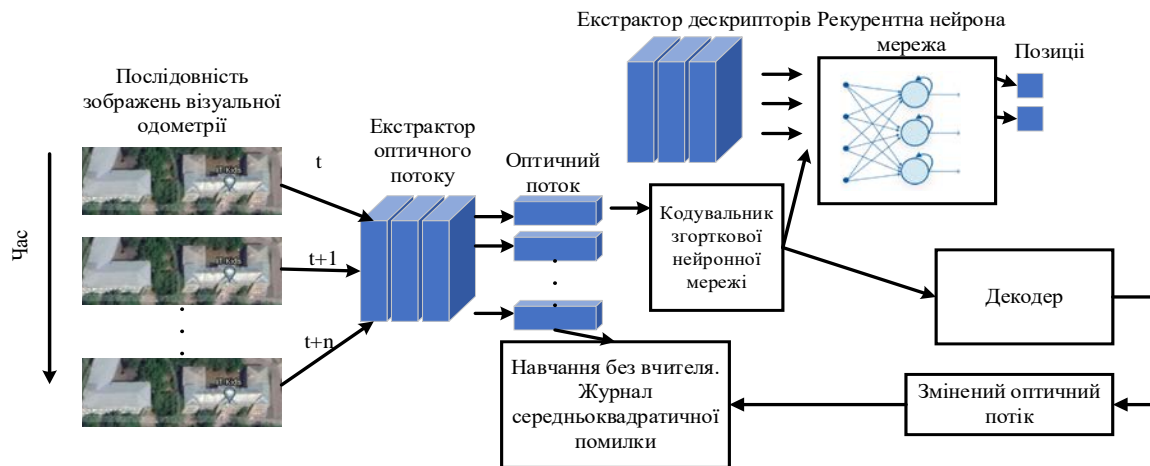 Екстрактор дескрипторів Рекурентна нейрона
мережа
Позиції
Послідовність
зображень візуальної
одометрії
Екстрактор
оптичного
потоку
Оптичний
поток
Час
t
t+1
t+n
Кодувальник
згорткової
нейронної
мережі
Декодер
Навчання без вчителя.
Журнал
середньоквадратичної
помилки
Змінений оптичний
потік